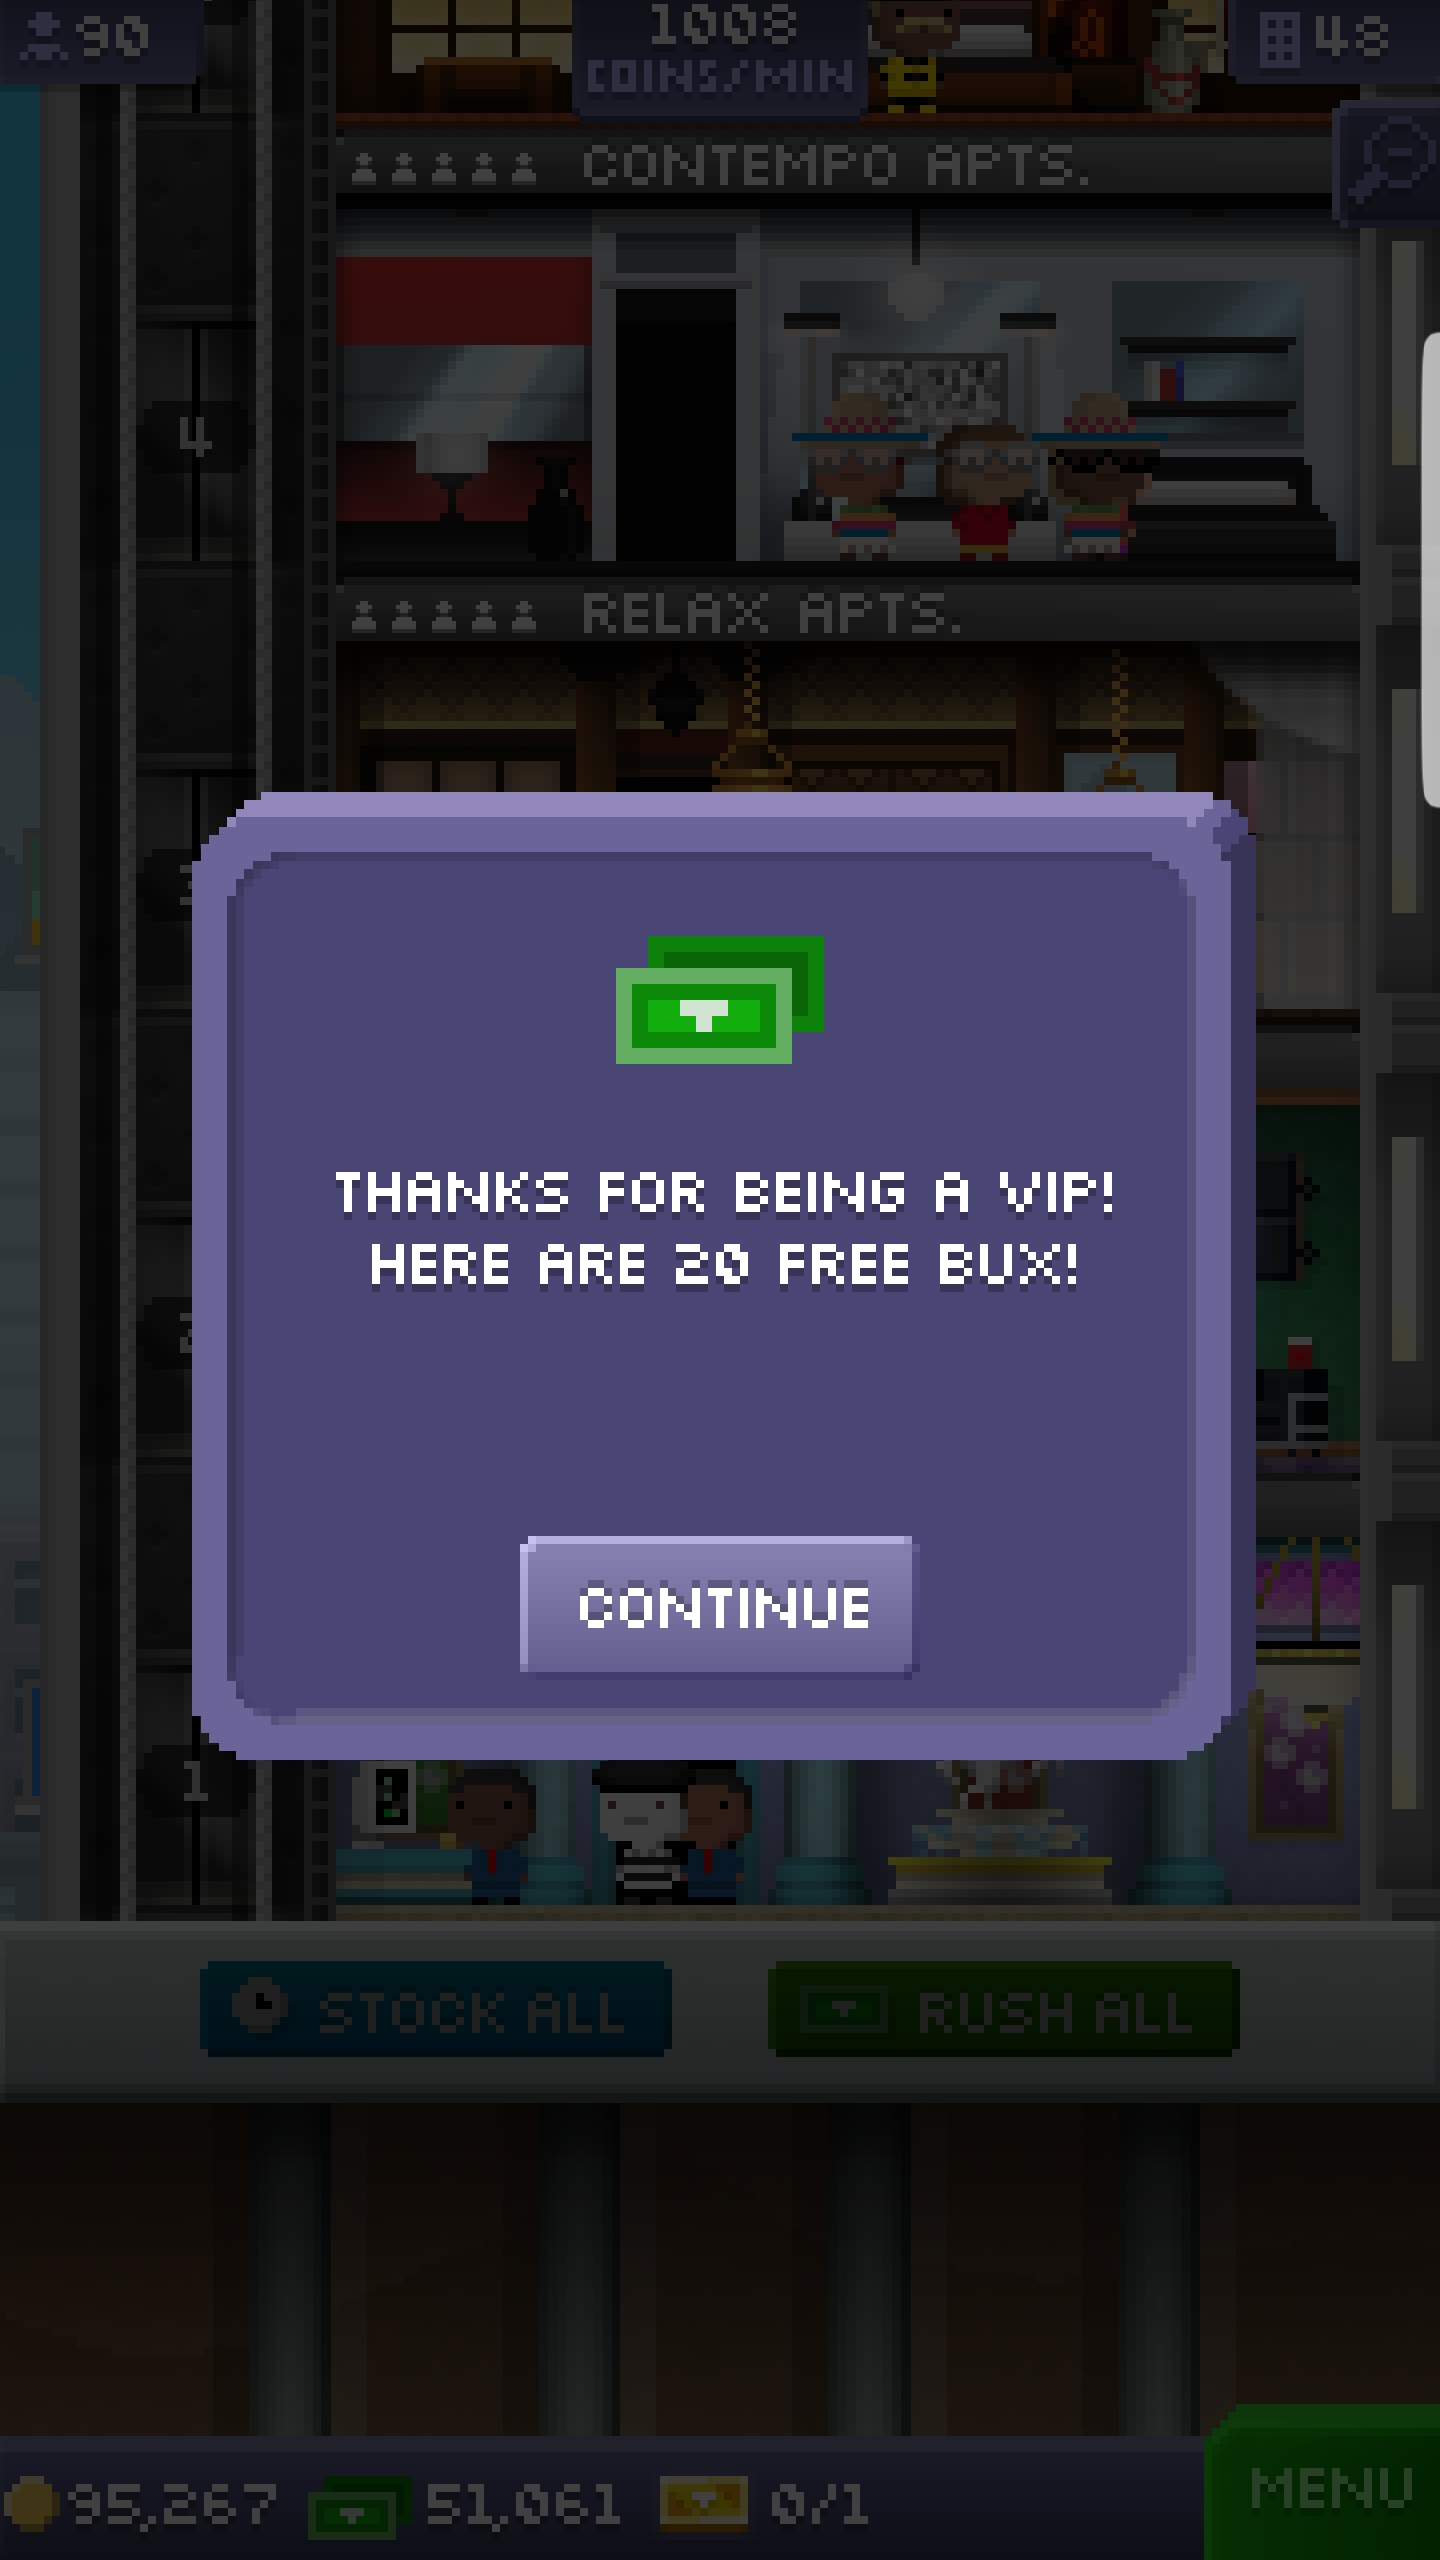 90
1008
COINS/MIN
48
CONTEMPO APTS.
4
RELAX APTS.
THANKS FOR BEING A VIP!
HERE ARE 20 FREE BUX!
CONTINUE
1
STOCK ALL
RUSH ALL
95,267
51,061
0/1
MENU